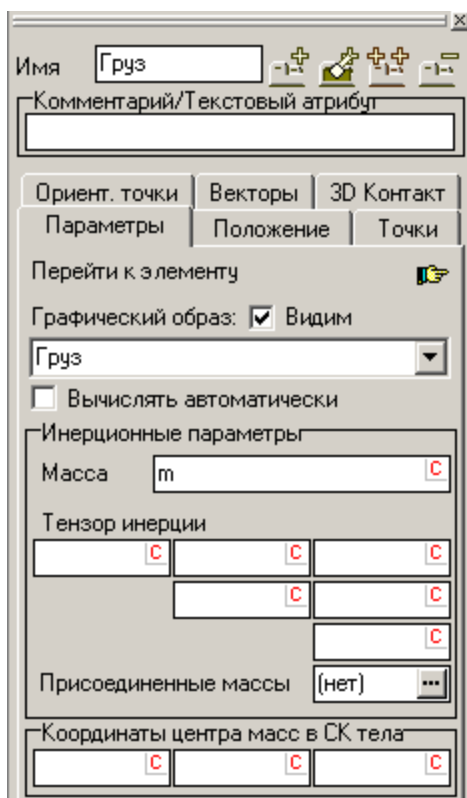 Имя Груз
Комментарий/Текстовый атрибут
Ориент. точки Векторы 3D Контакт
Параметры Положение Точки
Перейти к элементу
Графический образ: Видим
Груз
Вычислять автоматически
Инерционные параметры
Масса m C
Тензор инерции
C C C
C C
C
Присоединенные массы (нет) ...
Координаты центра масс в СК тела
C C C